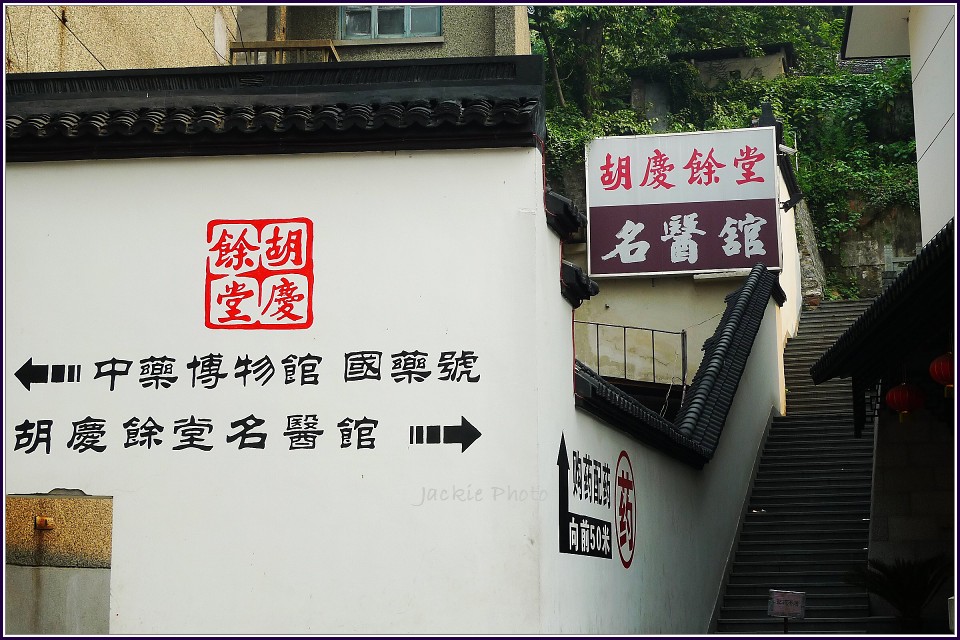 胡慶
餘堂
中藥博物館 國藥號
胡慶餘堂名醫館
胡慶餘堂
名醫館
购药配药
向前50米
药
Jackie Photo